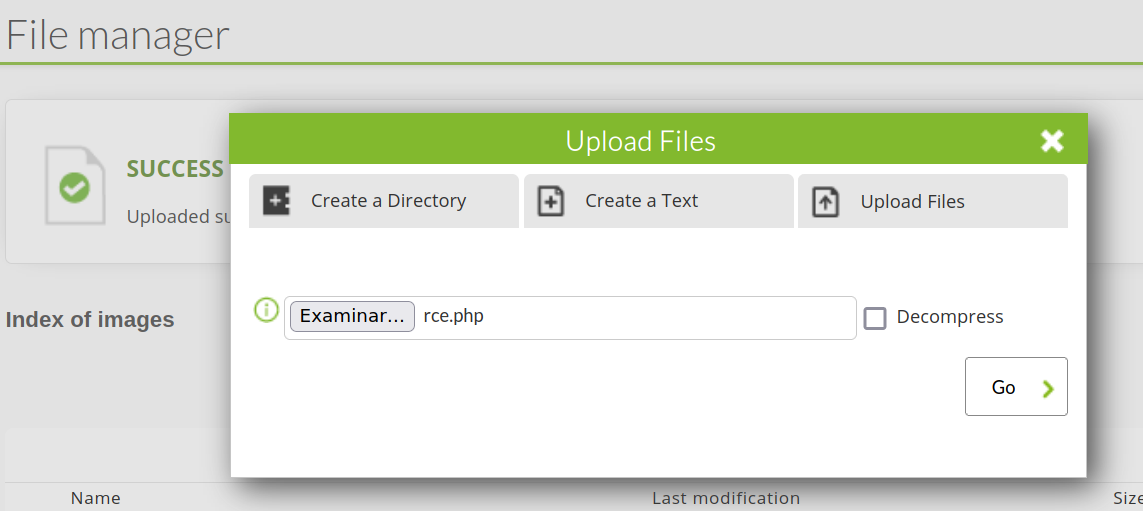 File manager
Upload Files
SUCCESS
Uploaded su
Create a Directory
Create a Text
Upload Files
Index of images
Examinar... rce.php
Decompress
Go
Name Last modification Size